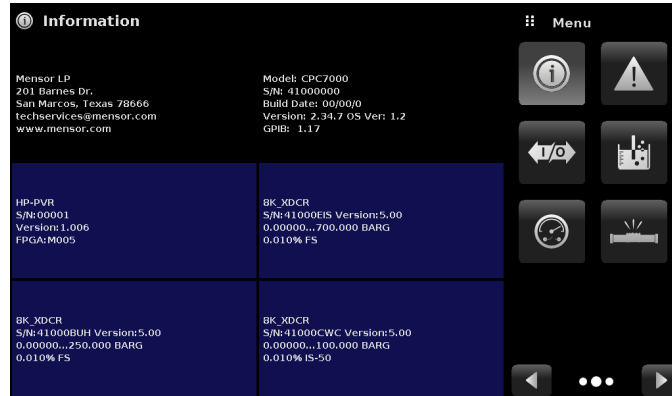 Information
Menu
Mensor LP
201 Barnes Dr.
San Marcos, Texas 78666
techservices@mensor.com
www.mensor.com
Model: CPC7000
S/N: 41000000
Build Date: 00/00/0
Version: 2.34.7 OS Ver: 1.2
GPIB: 1.17
I/O
HP-PVR
S/N:00001
Version:1.006
FPGA:M005
8K_XDCR
S/N:41000EIS Version:5.00
0.00000...700.000 BARG
0.010% FS
8K_XDCR
S/N:41000BUH Version:5.00
0.00000...250.000 BARG
0.010% FS
8K_XDCR
S/N:41000CWC Version:5.00
0.00000...100.000 BARG
0.010% IS-50